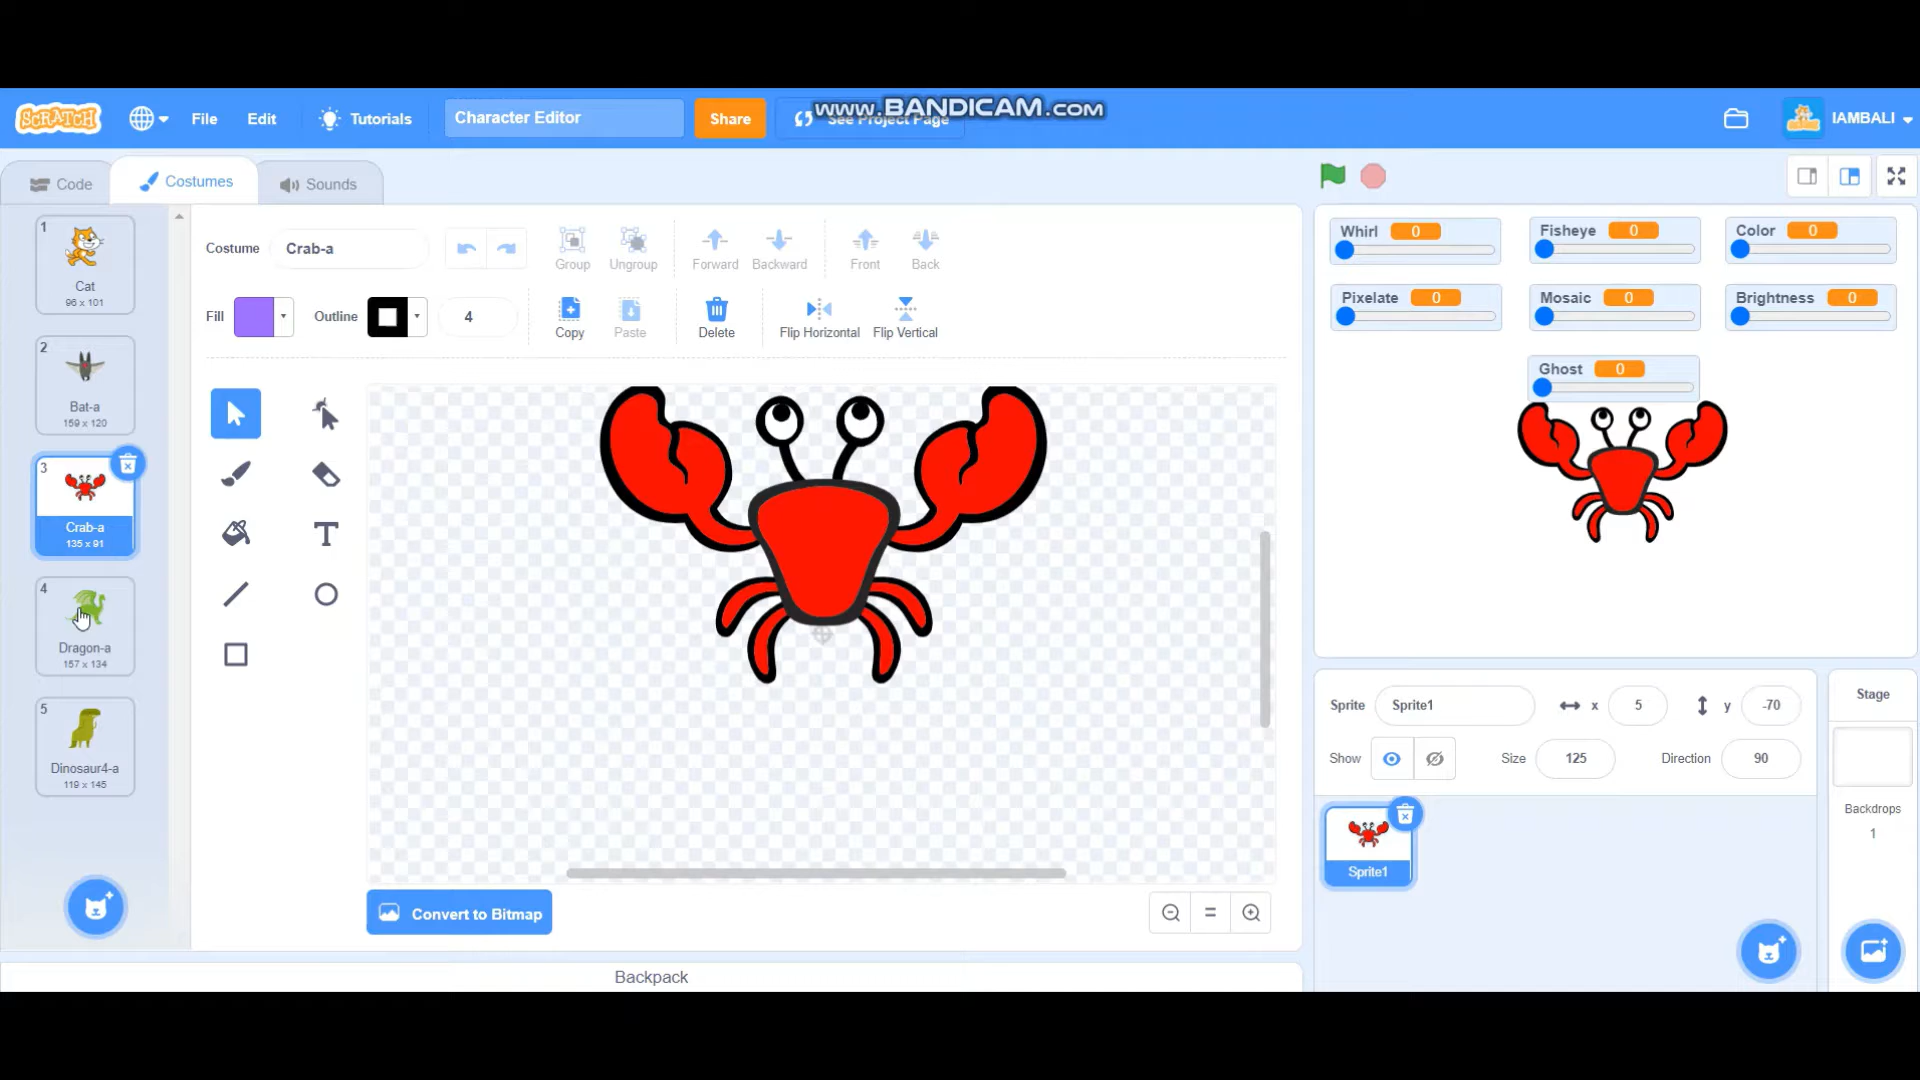 www.BANDICAM.com
SCRATCH
File
Edit
Tutorials
Character Editor
Share
See Project Page
IAMBALI
Code
Costumes
Sounds
1
Cat
96 x 101
2
Bat-a
159 x 120
3
Crab-a
135 x 91
4
Dragon-a
157 x 134
5
Dinosaur4-a
119 x 145
Costume
Crab-a
Group
Ungroup
Forward
Backward
Front
Back
Fill
Outline
4
Copy
Paste
Delete
Flip Horizontal
Flip Vertical
T
Convert to Bitmap
Backpack
Whirl 0
Fisheye 0
Color 0
Pixelate 0
Mosaic 0
Brightness 0
Ghost 0
Sprite
Sprite1
x
5
y
-70
Show
Size
125
Direction
90
Sprite1
Stage
Backdrops
1